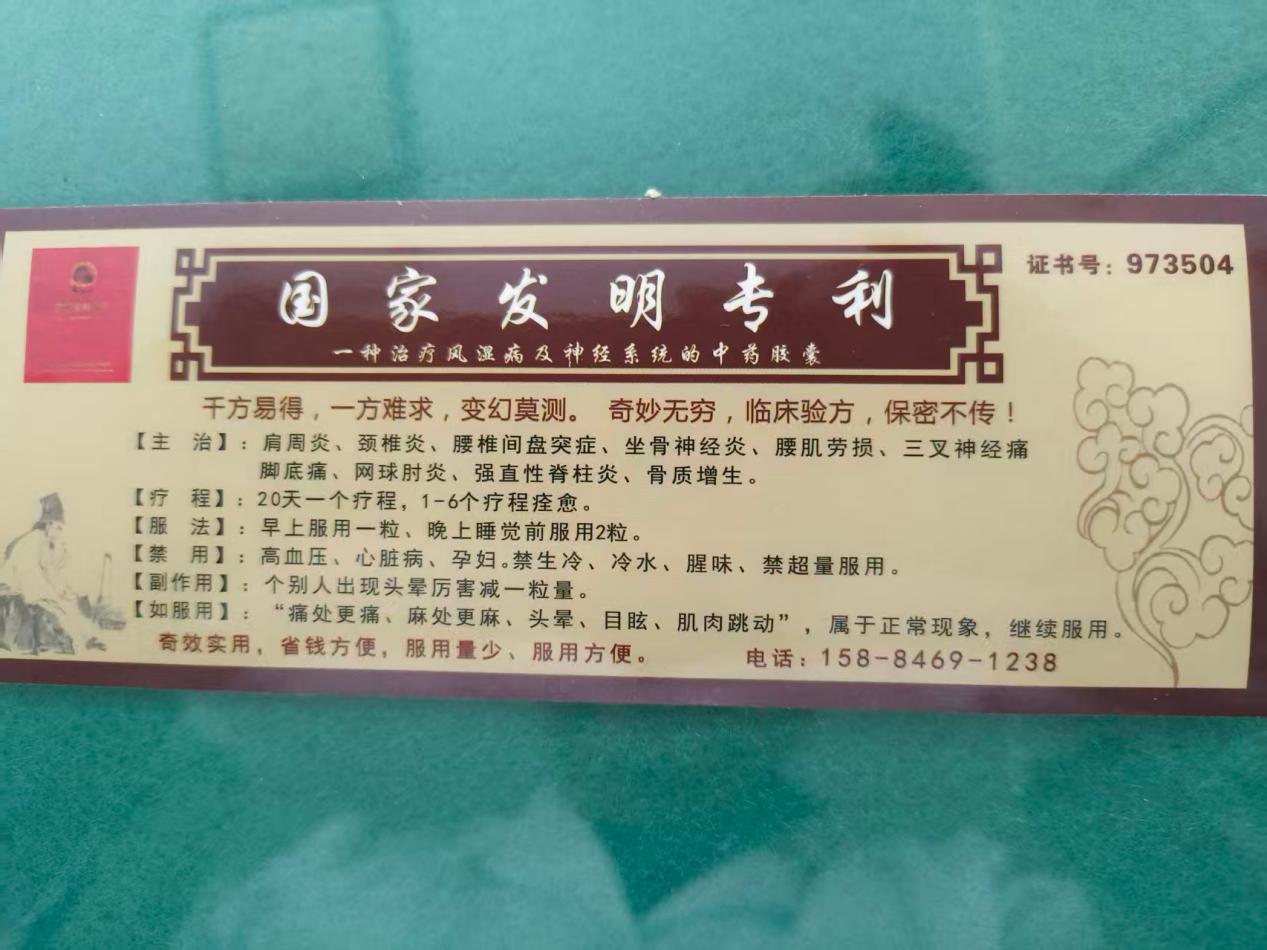 国家发明专利
证书号：973504
一种治疗风湿病及神经系统的中药胶囊
千方易得，一方难求，变幻莫测。 奇妙无穷，临床验方，保密不传！
【主 治】：肩周炎、颈椎炎、腰椎间盘突症、坐骨神经炎、腰肌劳损、三叉神经痛
脚底痛、网球肘炎、强直性脊柱炎、骨质增生。
【疗 程】：20天一个疗程，1-6个疗程痊愈。
【服 法】：早上服用一粒、晚上睡觉前服用2粒。
【禁 用】：高血压、心脏病、孕妇。禁生冷、冷水、腥味、禁超量服用。
【副作用】：个别人出现头晕厉害减一粒量。
【如服用】：“痛处更痛、麻处更麻、头晕、目眩、肌肉跳动”，属于正常现象，继续服用。
奇效实用，省钱方便，服用量少、服用方便。 电话：158-8469-1238